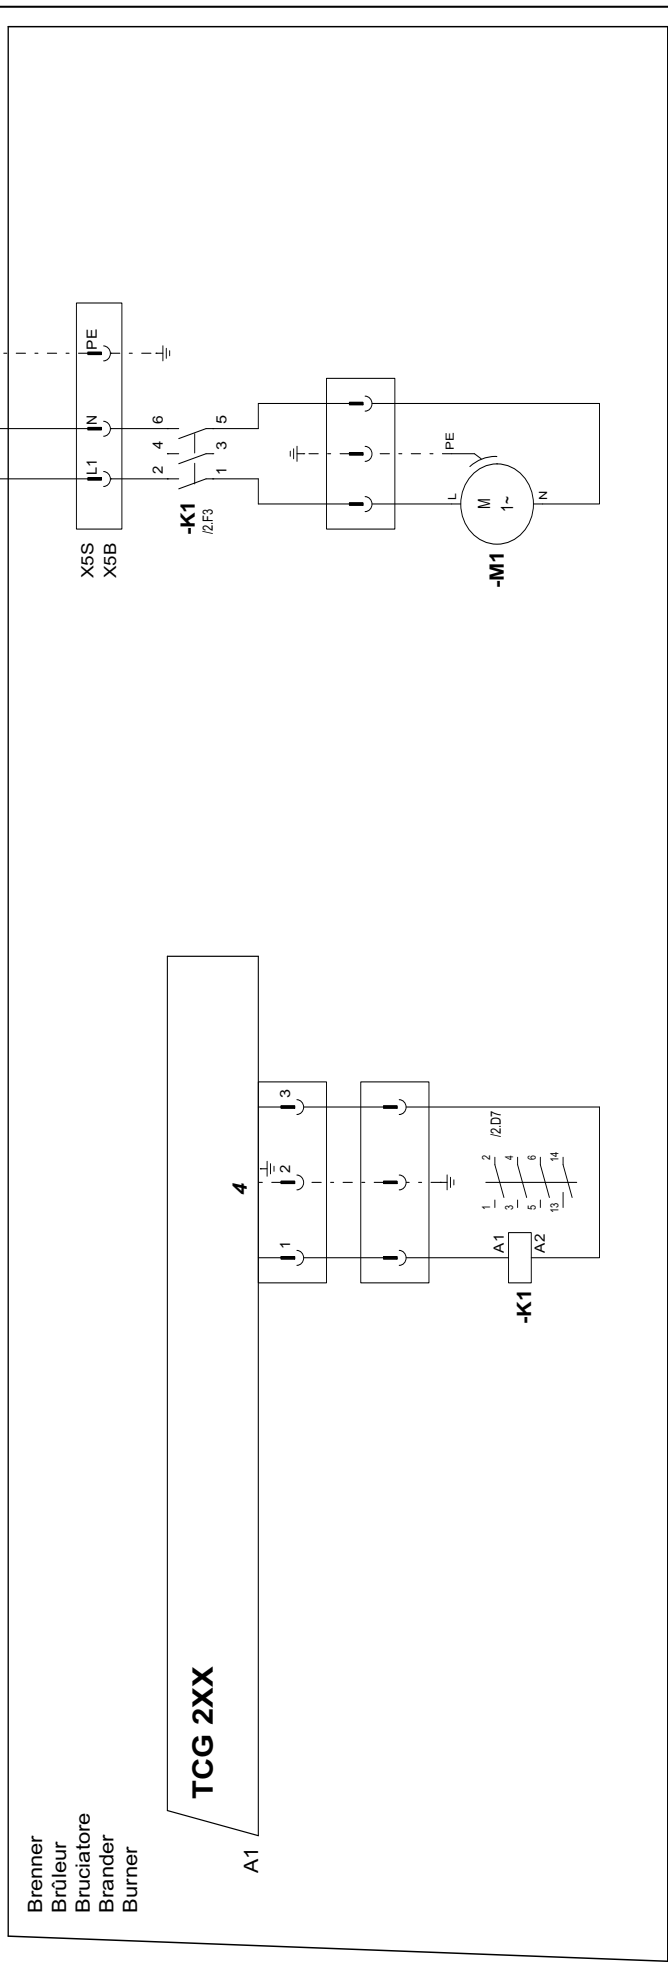 Brenner
Brûleur
Bruciatore
Brander
Burner
A1
TCG 2XX
4
1
2
3
-K1
A1
A2
1 2
3 4
5 6
13 14
/2.D7
X5S
X5B
L1
N
PE
-K1
/2.F3
2
4
6
1
3
5
-M1
L
PE
M
1~
N